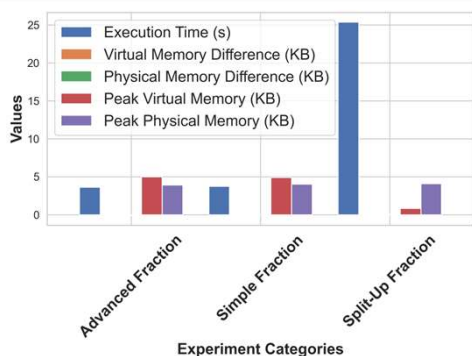 Values
25
20
15
10
5
0
Execution Time (s)
Virtual Memory Difference (KB)
Physical Memory Difference (KB)
Peak Virtual Memory (KB)
Peak Physical Memory (KB)
Advanced Fraction
Simple Fraction
Split-Up Fraction
Experiment Categories